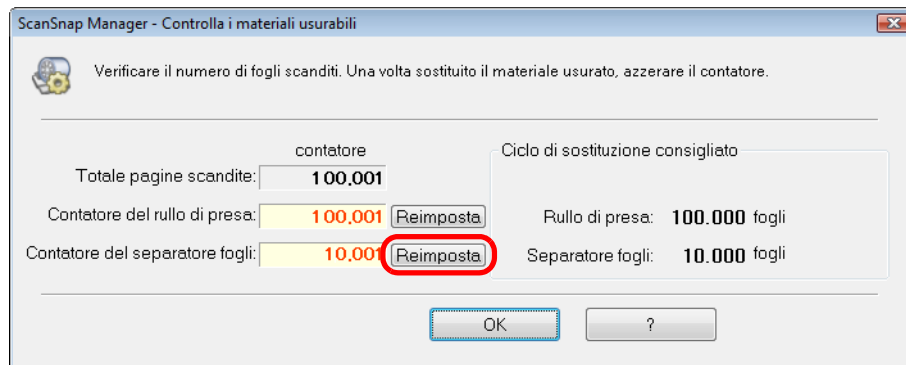 ScanSnap Manager - Controlla i materiali usurabili
Verificare il numero di fogli scanditi. Una volta sostituito il materiale usurato, azzerare il contatore.
contatore
Ciclo di sostituzione consigliato
Totale pagine scandite: 100,001
Contatore del rullo di presa: 100,001 Reimposta Rullo di presa: 100.000 fogli
Contatore del separatore fogli: 10,001 Reimposta Separatore fogli: 10.000 fogli
OK ?